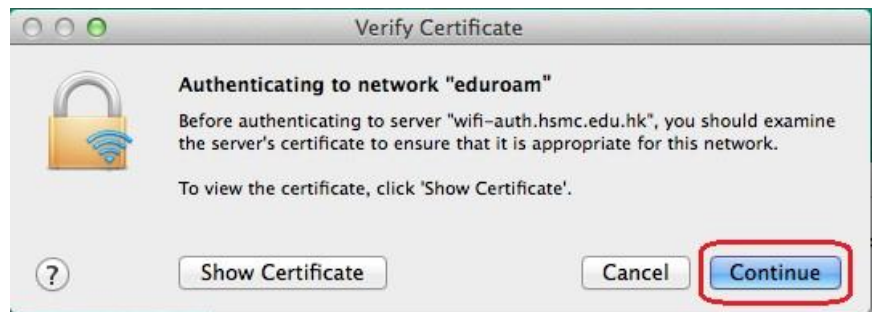 Verify Certificate
Authenticating to network "eduroam"
Before authenticating to server "wifi-auth.hsmc.edu.hk", you should examine
the server's certificate to ensure that it is appropriate for this network.
To view the certificate, click 'Show Certificate'.
? Show Certificate Cancel Continue